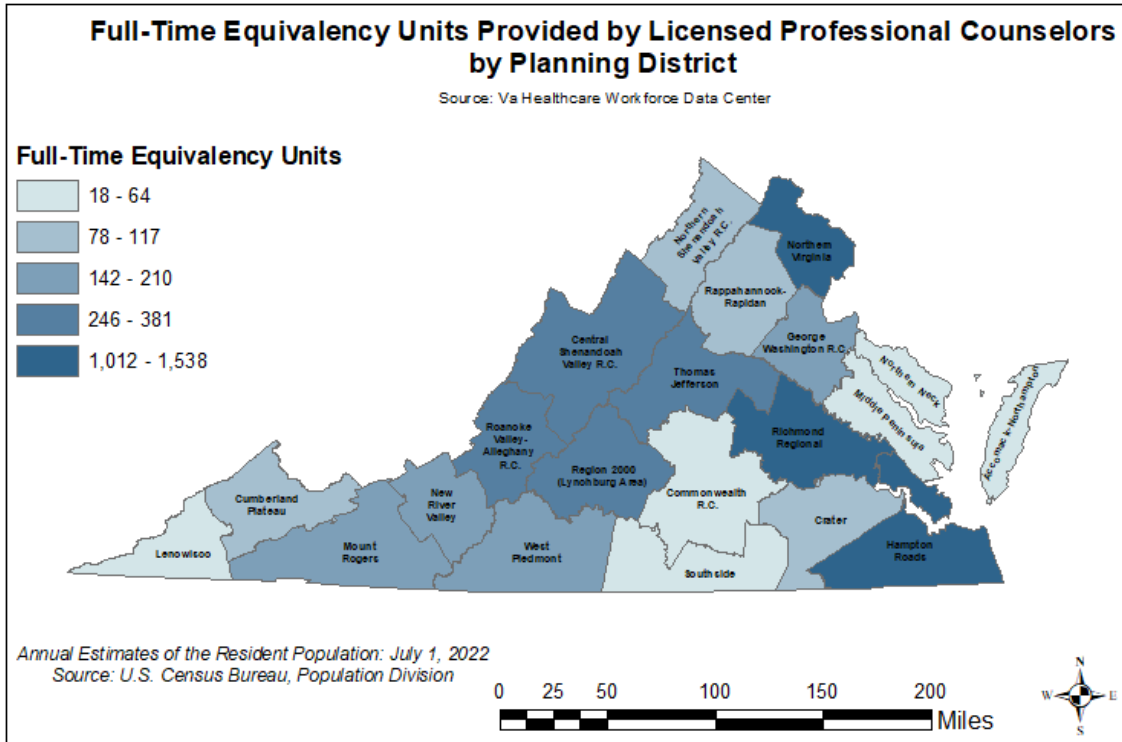 Full-Time Equivalency Units Provided by Licensed Professional Counselors
by Planning District
Source: Va Healthcare Workforce Data Center
Full-Time Equivalency Units
18 - 64
78 - 117
142 - 210
246 - 381
1,012 - 1,538
Northern
Shenandoah
Valley R.C.
Northern
Virginia
Rappahannock-
Rapidan
George
Washington R.C.
Central
Shenandoah
Valley R.C.
Northern Neck
Thomas
Jefferson
Middle Peninsula
Accomack-Northampton
Roanoke
Valley-
Alleghany
R.C.
Richmond
Regional
Region 2000
(Lynchburg Area)
Commonwealth
R.C.
Cumberland
Plateau
New
River
Valley
Crater
Lenowisco
Mount
Rogers
West
Piedmont
Hampton
Roads
Southside
Annual Estimates of the Resident Population: July 1, 2022
Source: U.S. Census Bureau, Population Division
0 25 50 100 150 200
Miles
N
W E
S